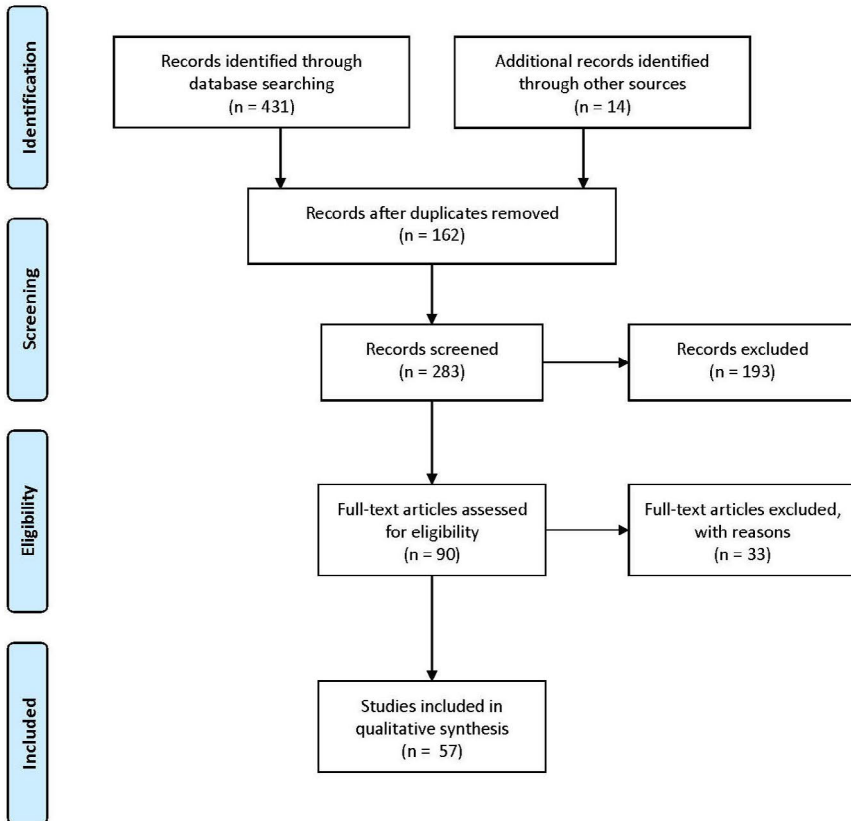 Identification
Records identified through
database searching
(n = 431)
Additional records identified
through other sources
(n = 14)
Records after duplicates removed
(n = 162)
Screening
Records screened
(n = 283)
Records excluded
(n = 193)
Eligibility
Full-text articles assessed
for eligibility
(n = 90)
Full-text articles excluded,
with reasons
(n = 33)
Included
Studies included in
qualitative synthesis
(n = 57)